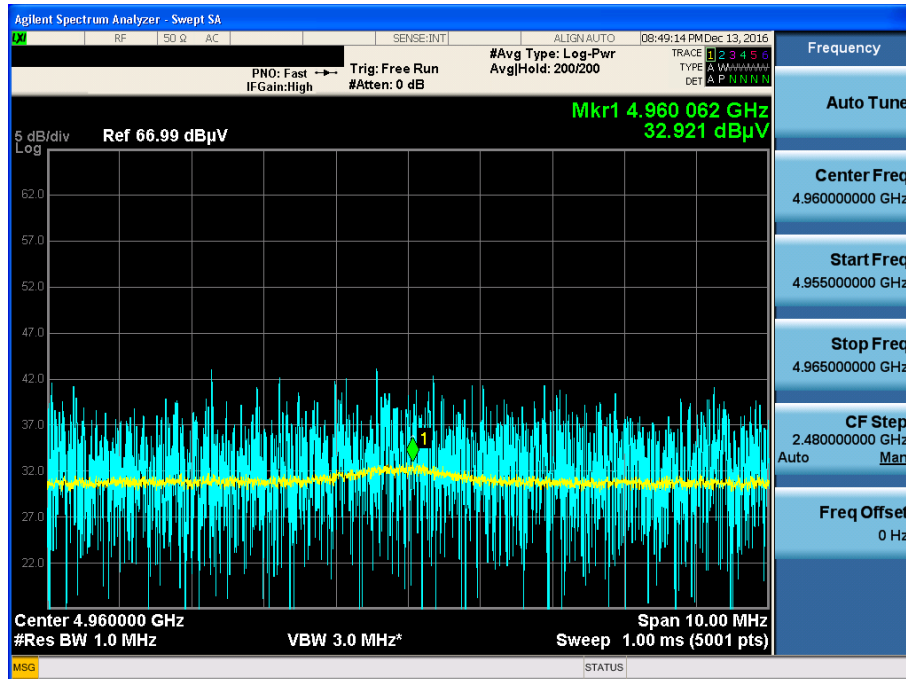 Agilent Spectrum Analyzer - Swept SA
LXI RF 50 Ω AC SENSE:INT ALIGN AUTO 08:49:14 PM Dec 13, 2016
PNO: Fast
IFGain:High
Trig: Free Run
#Atten: 0 dB
#Avg Type: Log-Pwr
Avg|Hold: 200/200
TRACE 1 2 3 4 5 6
TYPE A WWWWWW
DET A P N N N N
Mkr1 4.960 062 GHz
32.921 dBµV
5 dB/div Ref 66.99 dBµV
Log
62.0
57.0
52.0
47.0
42.0
37.0
32.0
27.0
22.0
1
Center 4.960000 GHz Span 10.00 MHz
#Res BW 1.0 MHz VBW 3.0 MHz* Sweep 1.00 ms (5001 pts)
MSG STATUS
Frequency
Auto Tune
Center Freq
4.960000000 GHz
Start Freq
4.955000000 GHz
Stop Freq
4.965000000 GHz
CF Step
2.480000000 GHz
Auto Man
Freq Offset
0 Hz